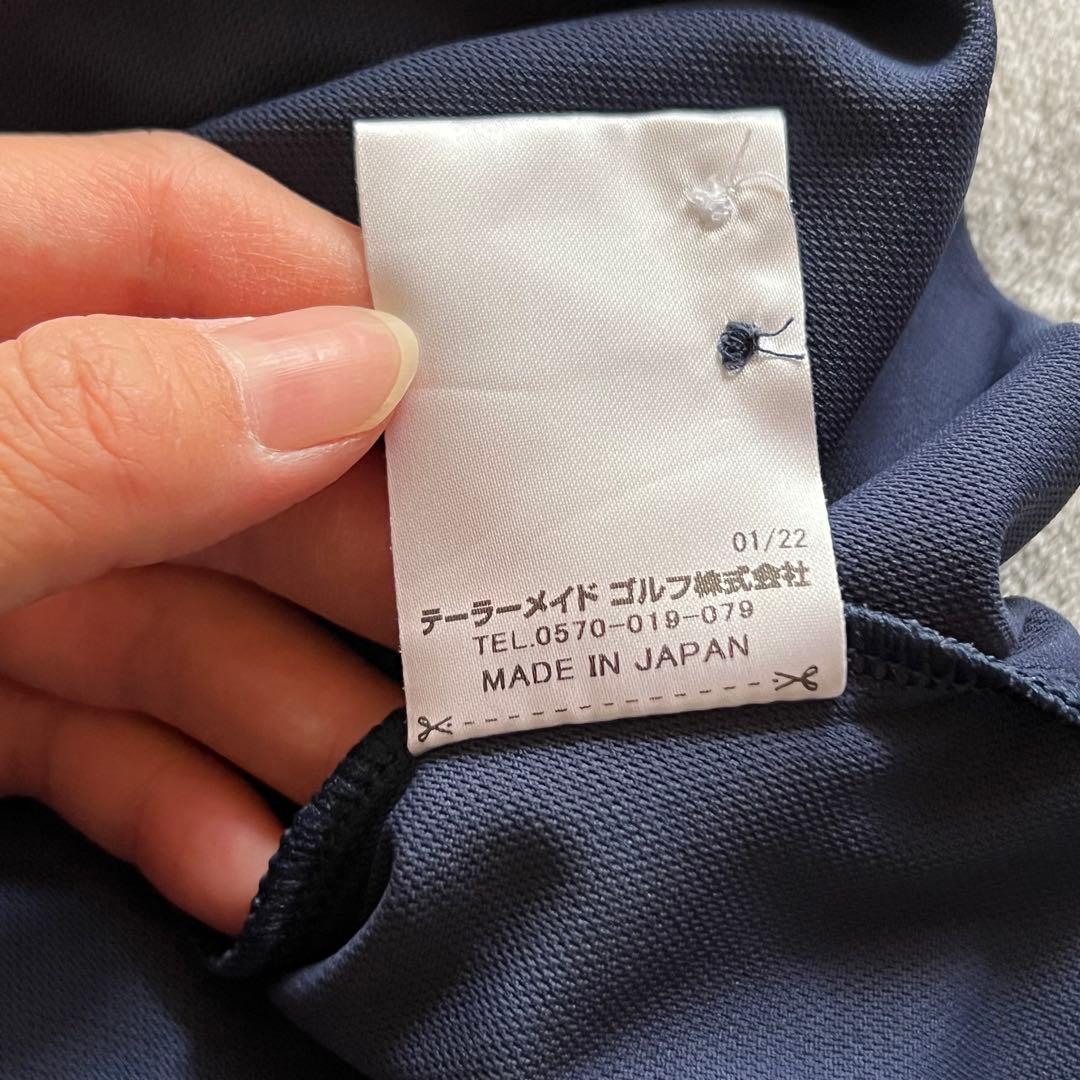 01/22
テーラーメイド ゴルフ株式会社
TEL.0570-019-079
MADE IN JAPAN